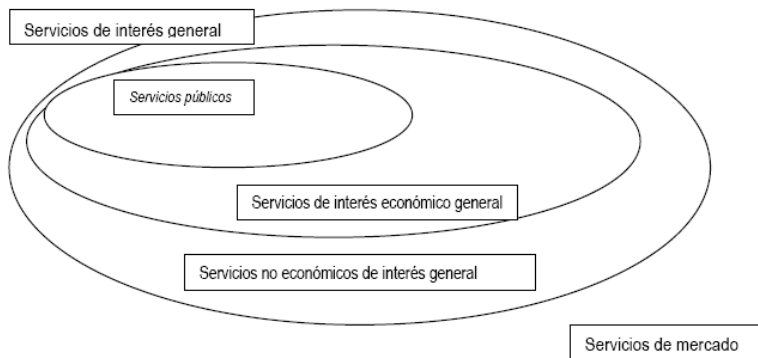 Servicios de interés general
Servicios públicos
Servicios de interés económico general
Servicios no económicos de interés general
Servicios de mercado